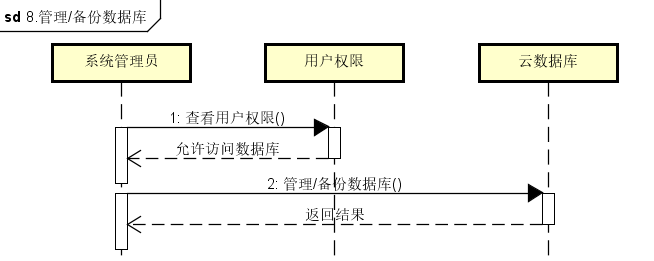 sd 8.管理/备份数据库
系统管理员
用户权限
云数据库
1: 查看用户权限()
允许访问数据库
2: 管理/备份数据库()
返回结果